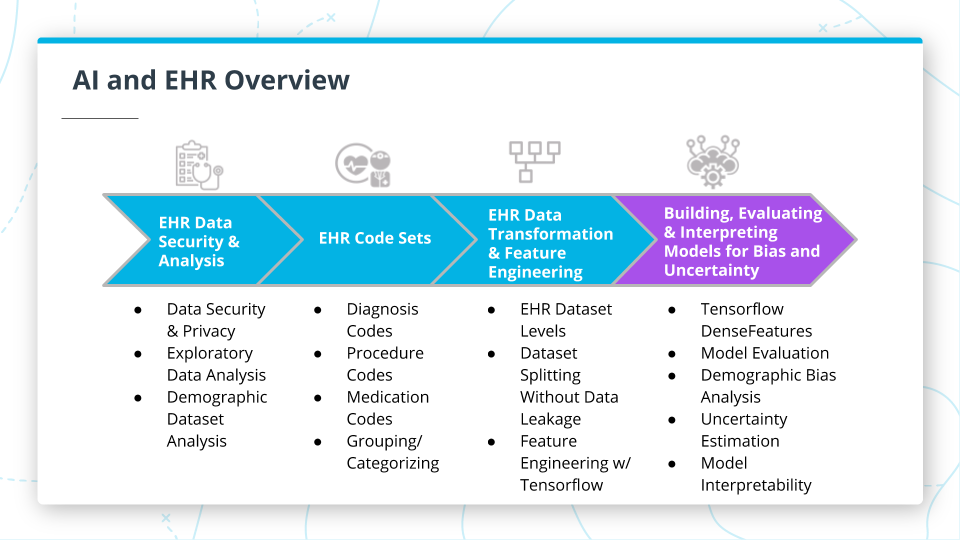 AI and EHR Overview
EHR Data
Security &
Analysis
EHR Code Sets
EHR Data
Transformation
& Feature
Engineering
Building, Evaluating
& Interpreting
Models for Bias and
Uncertainty
● Data Security
& Privacy
● Exploratory
Data Analysis
● Demographic
Dataset
Analysis
● Diagnosis
Codes
● Procedure
Codes
● Medication
Codes
● Grouping/
Categorizing
● EHR Dataset
Levels
● Dataset
Splitting
Without Data
Leakage
● Feature
Engineering w/
Tensorflow
● Tensorflow
DenseFeatures
● Model Evaluation
● Demographic Bias
Analysis
● Uncertainty
Estimation
● Model
Interpretability